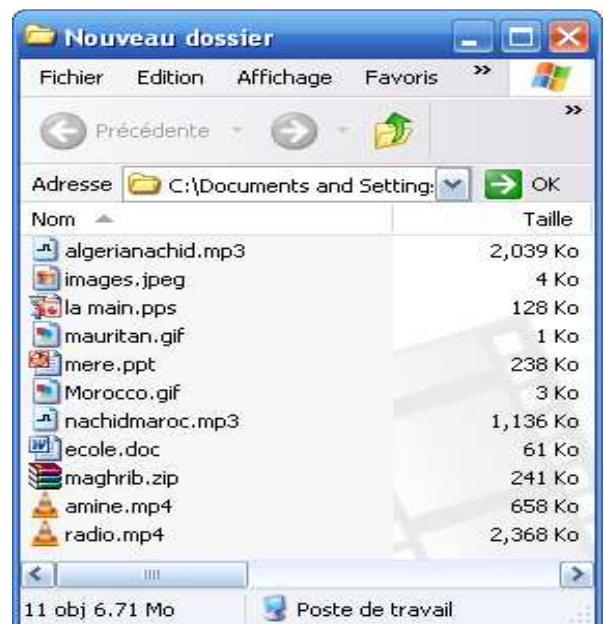 Nouveau dossier
Fichier Edition Affichage Favoris »
Précédente »
Adresse C:\Documents and Setting: OK
Nom Taille
algerianachid.mp3 2,039 Ko
images.jpeg 4 Ko
la main.pps 128 Ko
mauritan.gif 1 Ko
mere.ppt 238 Ko
Morocco.gif 3 Ko
nachidmaroc.mp3 1,136 Ko
ecole.doc 61 Ko
maghrib.zip 241 Ko
amine.mp4 658 Ko
radio.mp4 2,368 Ko
11 obj 6.71 Mo Poste de travail